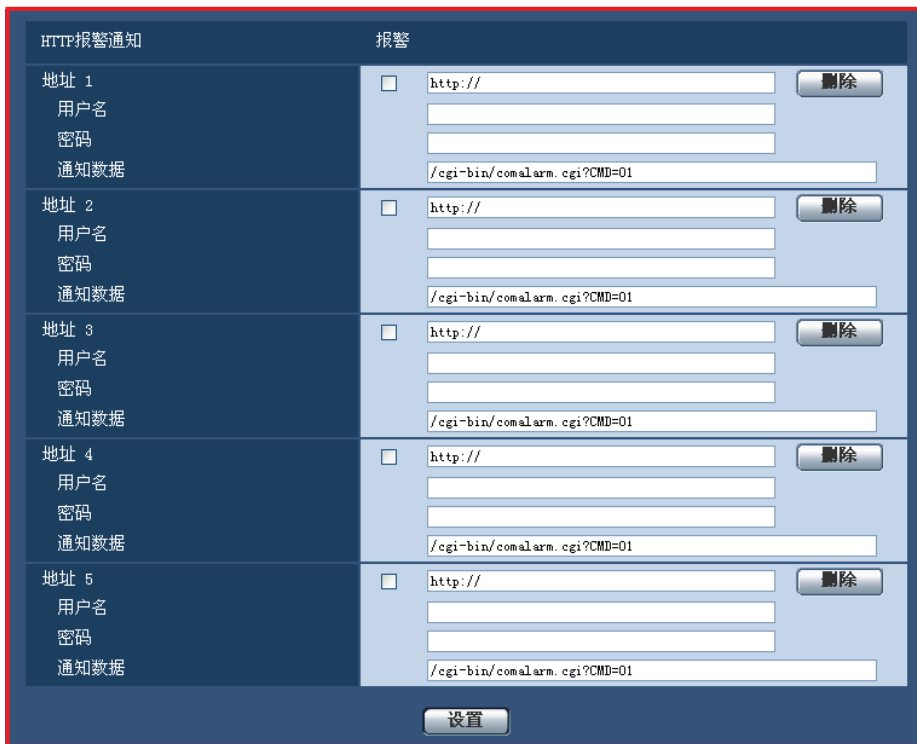 HTTP报警通知 报警
地址 1 http:// 删除
用户名
密码
通知数据 /cgi-bin/comalarm.cgi?CMD=01
地址 2 http:// 删除
用户名
密码
通知数据 /cgi-bin/comalarm.cgi?CMD=01
地址 3 http:// 删除
用户名
密码
通知数据 /cgi-bin/comalarm.cgi?CMD=01
地址 4 http:// 删除
用户名
密码
通知数据 /cgi-bin/comalarm.cgi?CMD=01
地址 5 http:// 删除
用户名
密码
通知数据 /cgi-bin/comalarm.cgi?CMD=01
设置